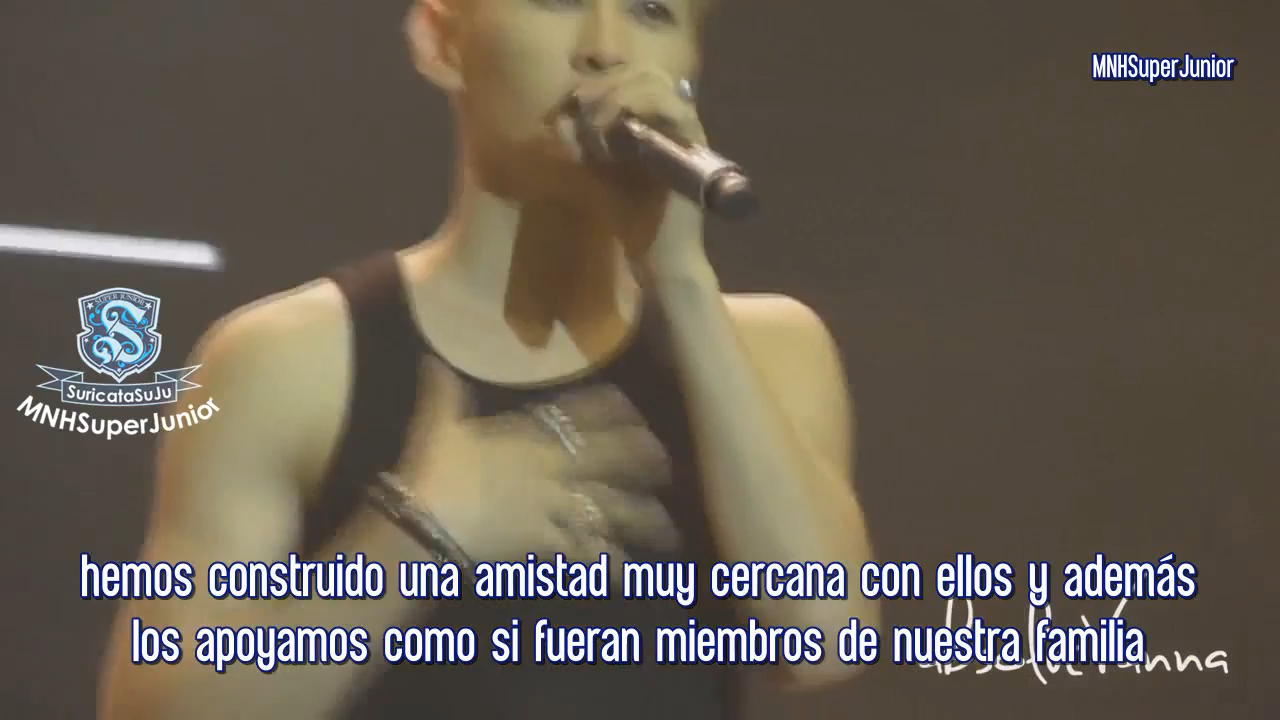 MNHSuperJunior
SUPER JUNIOR
S
SuricataSuJu
MNHSuperJunior
hemos construido una amistad muy cercana con ellos y además
los apoyamos como si fueran miembros de nuestra familia